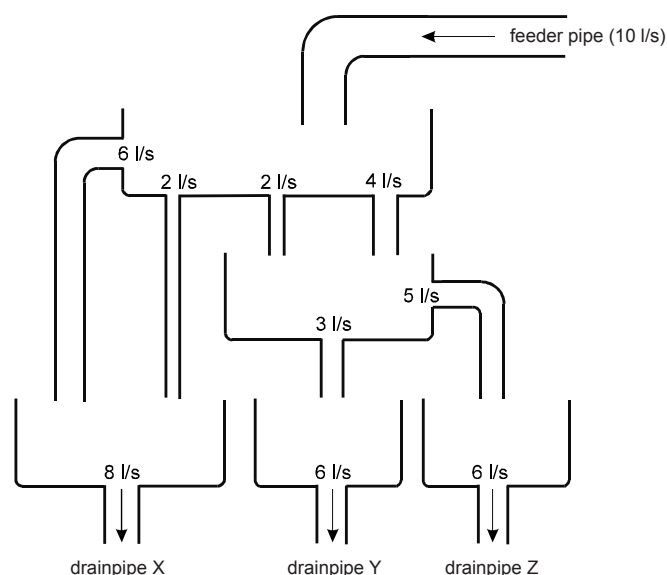 feeder pipe (10 l/s)
6 l/s
2 l/s
2 l/s
4 l/s
5 l/s
3 l/s
8 l/s
6 l/s
6 l/s
drainpipe X
drainpipe Y
drainpipe Z